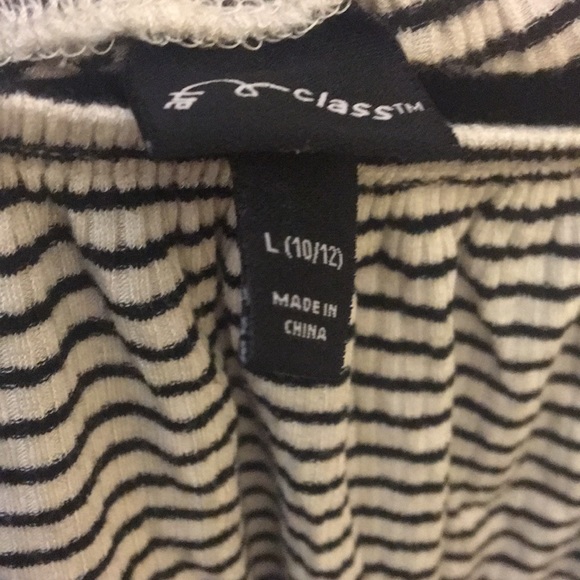 class™
L (10/12)
MADE IN
CHINA